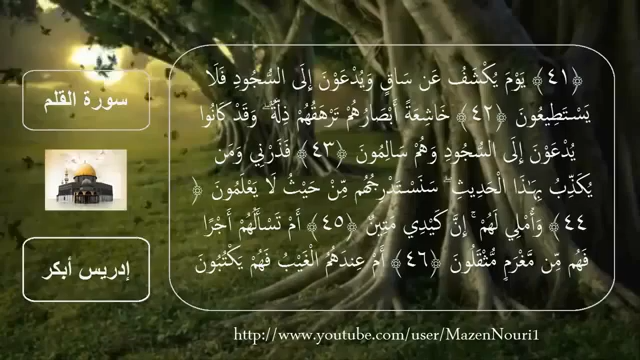 سورة القلم
إدريس أبكر
﴿٤١﴾ يَوْمَ يُكْشَفُ عَن سَاقٍ وَيُدْعَوْنَ إِلَى السُّجُودِ فَلَا
يَسْتَطِيعُونَ ﴿٤٢﴾ خَاشِعَةً أَبْصَارُهُمْ تَرْهَقُهُمْ ذِلَّةٌ ۖ وَقَدْ كَانُوا
يُدْعَوْنَ إِلَى السُّجُودِ وَهُمْ سَالِمُونَ ﴿٤٣﴾ فَذَرْنِي وَمَن
يُكَذِّبُ بِهَٰذَا الْحَدِيثِ ۖ سَنَسْتَدْرِجُهُم مِّنْ حَيْثُ لَا يَعْلَمُونَ ﴿
٤٤﴾ وَأُمْلِي لَهُمْ ۚ إِنَّ كَيْدِي مَتِينٌ ﴿٤٥﴾ أَمْ تَسْأَلُهُمْ أَجْرًا
فَهُم مِّن مَّغْرَمٍ مُّثْقَلُونَ ﴿٤٦﴾ أَمْ عِندَهُمُ الْغَيْبُ فَهُمْ يَكْتُبُونَ
http://www.youtube.com/user/MazenNouri1